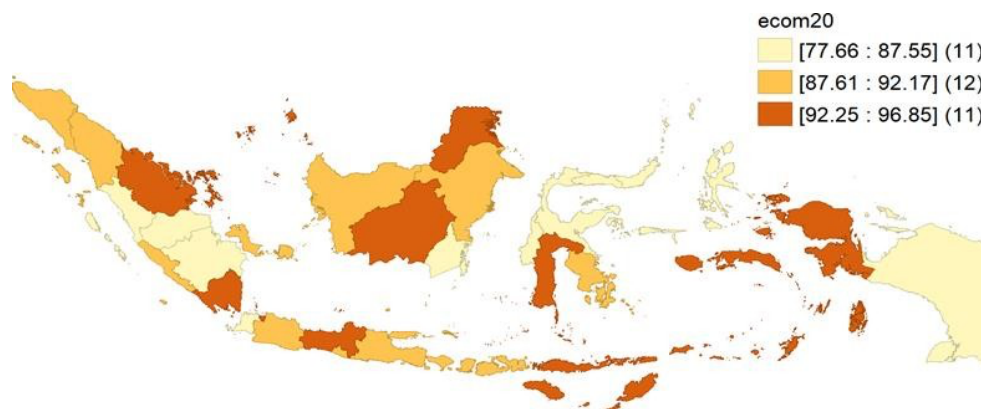 ecom20
[77.66 : 87.55] (11)
[87.61 : 92.17] (12)
[92.25 : 96.85] (11)